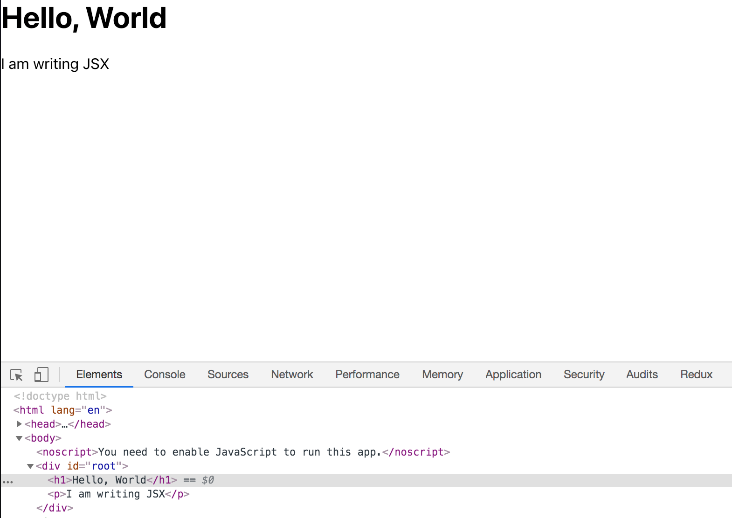 Hello, World
I am writing JSX
Elements Console Sources Network Performance Memory Application Security Audits Redux
<!doctype html>
<html lang="en">
<head>…</head>
<body>
<noscript>You need to enable JavaScript to run this app.</noscript>
<div id="root">
... <h1>Hello, World</h1> == $0
<p>I am writing JSX</p>
</div>